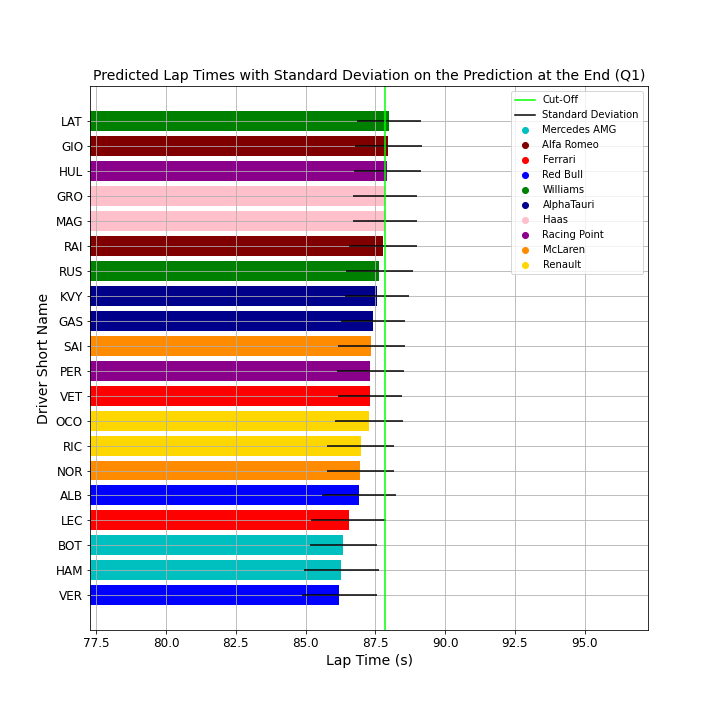 Predicted Lap Times with Standard Deviation on the Prediction at the End (Q1)
Cut-Off
Standard Deviation
Mercedes AMG
Alfa Romeo
Ferrari
Red Bull
Williams
AlphaTauri
Haas
Racing Point
McLaren
Renault
Driver Short Name
LAT
GIO
HUL
GRO
MAG
RAI
RUS
KVY
GAS
SAI
PER
VET
OCO
RIC
NOR
ALB
LEC
BOT
HAM
VER
77.5 80.0 82.5 85.0 87.5 90.0 92.5 95.0
Lap Time (s)